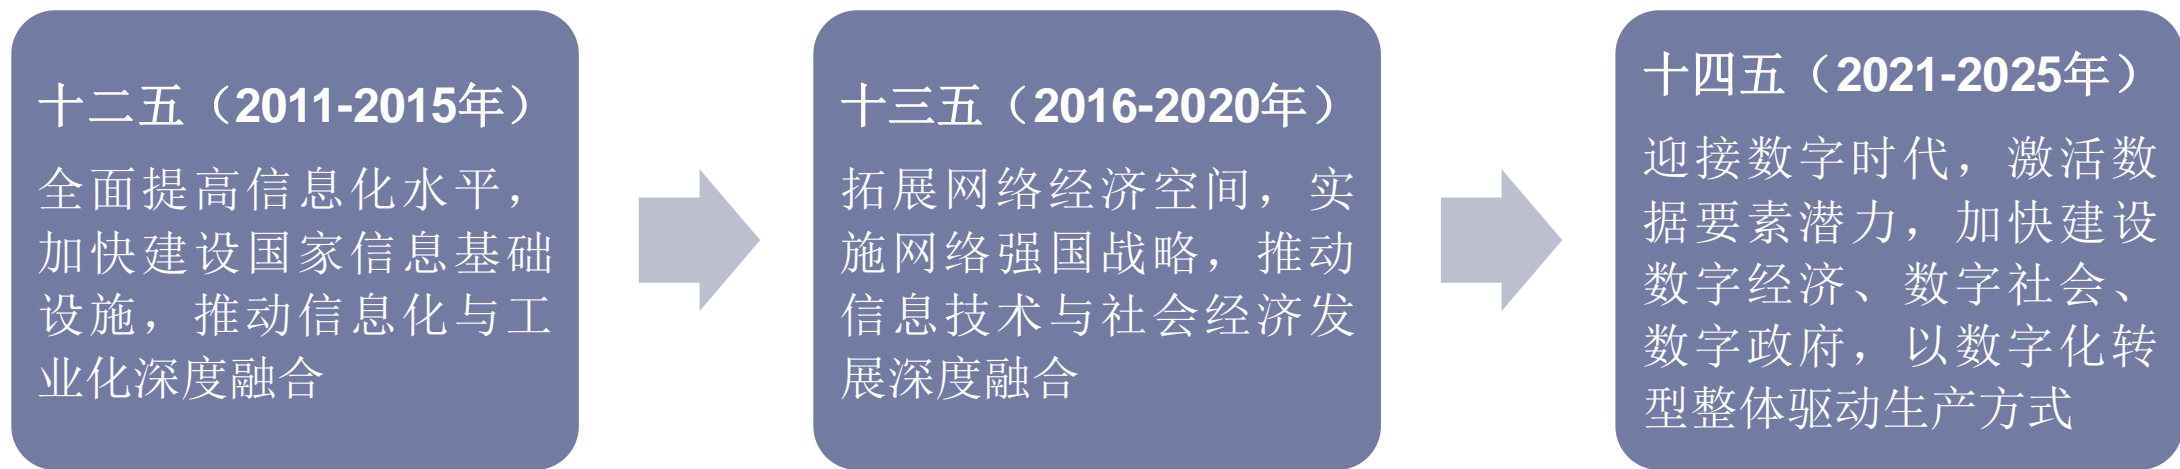 十二五（2011-2015年）
全面提高信息化水平，
加快建设国家信息基础
设施，推动信息化与工
业化深度融合
十三五（2016-2020年）
拓展网络经济空间，实
施网络强国战略，推动
信息技术与社会经济发
展深度融合
十四五（2021-2025年）
迎接数字时代，激活数
据要素潜力，加快建设
数字经济、数字社会、
数字政府，以数字化转
型整体驱动生产方式